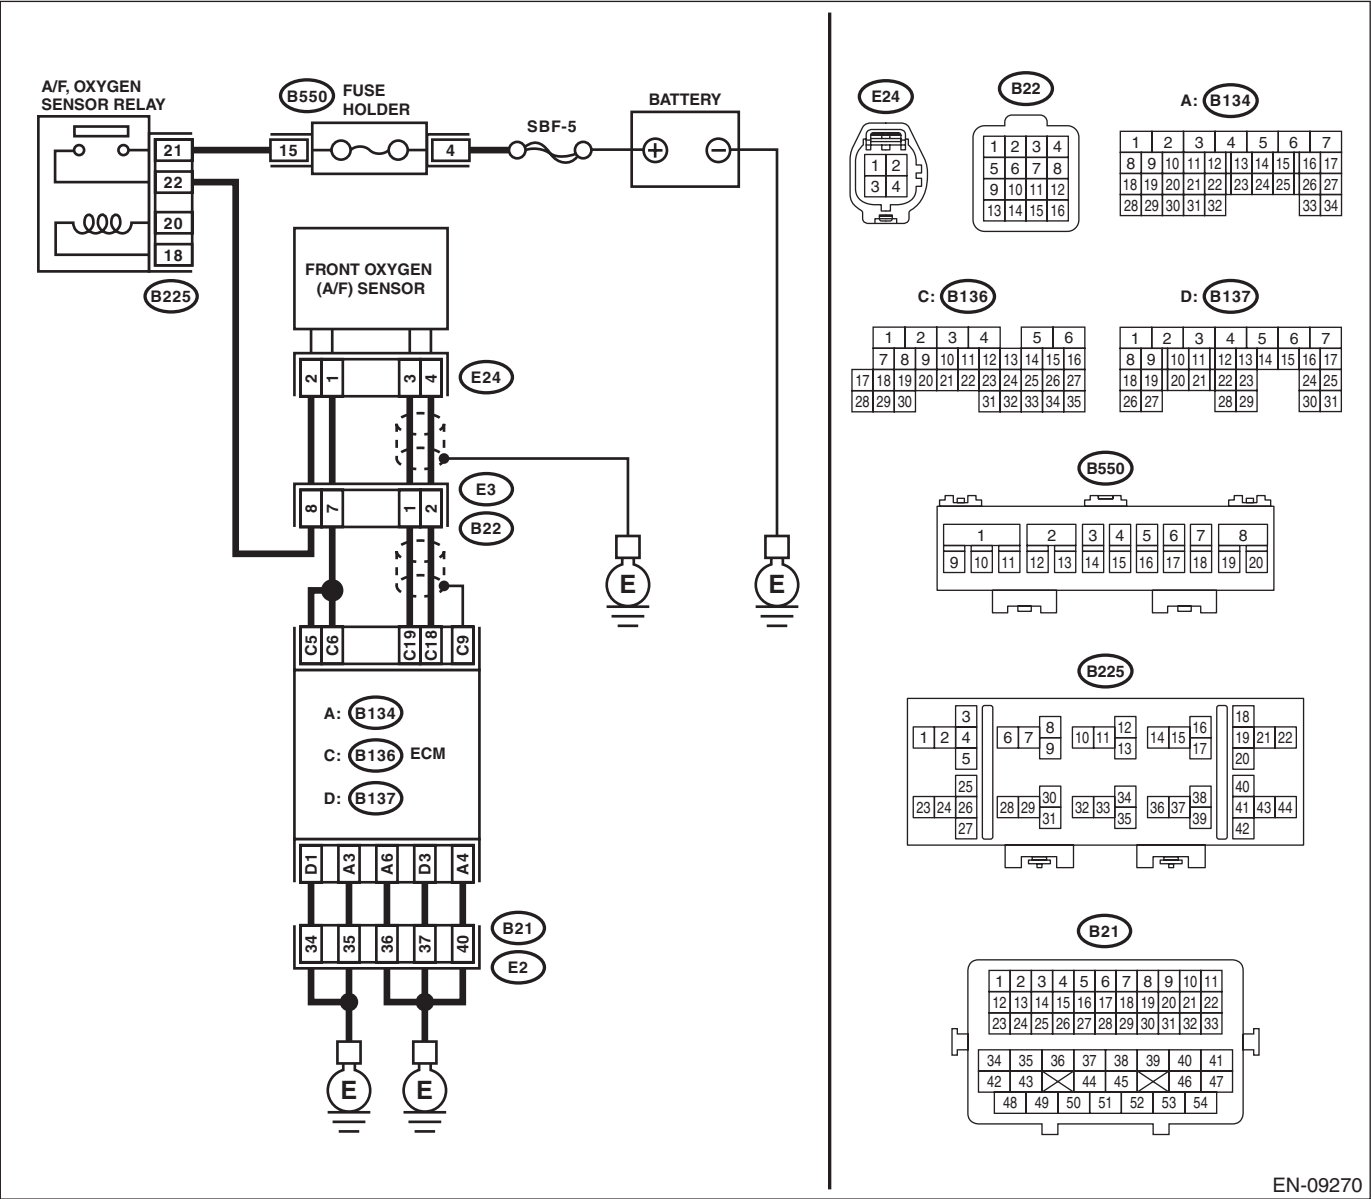 A/F, OXYGEN
SENSOR RELAY
B550
FUSE
HOLDER
SBF-5
BATTERY
21
15
4
22
20
18
B225
FRONT OXYGEN
(A/F) SENSOR
2 1 3 4
E24
8 7 1 2
E3
B22
E E
C5 C6 C19 C18 C9
A: B134
C: B136 ECM
D: B137
D1 A3 A6 D3 A4
B21
34 35 36 37 40
E2
E E
E24
1 2
3 4
B22
1 2 3 4
5 6 7 8
9 10 11 12
13 14 15 16
A: B134
1 2 3 4 5 6 7
8 9 10 11 12 13 14 15 16 17
18 19 20 21 22 23 24 25 26 27
28 29 30 31 32 33 34
C: B136
1 2 3 4 5 6
7 8 9 10 11 12 13 14 15 16
17 18 19 20 21 22 23 24 25 26 27
28 29 30 31 32 33 34 35
D: B137
1 2 3 4 5 6 7
8 9 10 11 12 13 14 15 16 17
18 19 20 21 22 23 24 25
26 27 28 29 30 31
B550
1 2 3 4 5 6 7 8
9 10 11 12 13 14 15 16 17 18 19 20
B225
3 8 12 16 18
1 2 4 6 7 10 11 14 15 19 21 22
5 9 13 17 20
25 30 34 38 40
23 24 26 28 29 32 33 36 37 41 43 44
27 31 35 39 42
B21
1 2 3 4 5 6 7 8 9 10 11
12 13 14 15 16 17 18 19 20 21 22
23 24 25 26 27 28 29 30 31 32 33
34 35 36 37 38 39 40 41
42 43 44 45 46 47
48 49 50 51 52 53 54
EN-09270